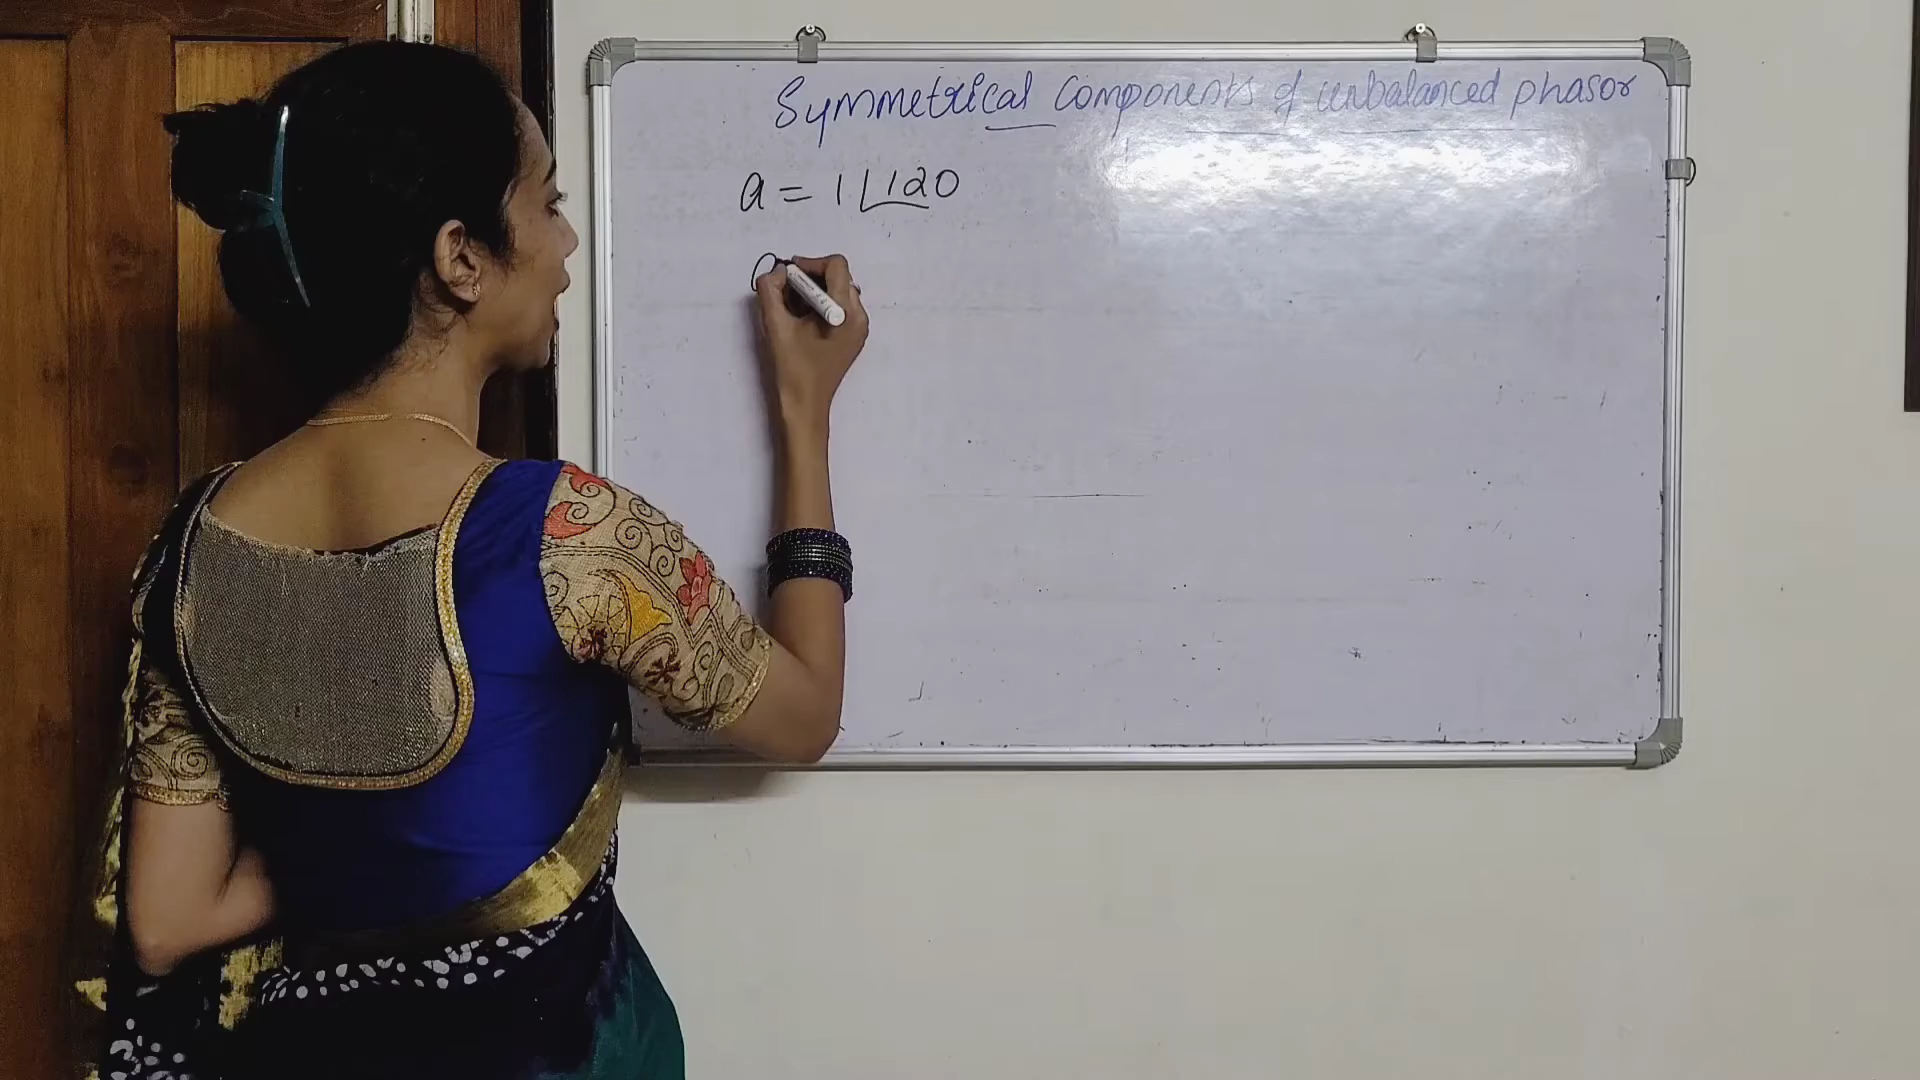 Symmetrical Components of unbalanced phasor
a = 1∠120
a